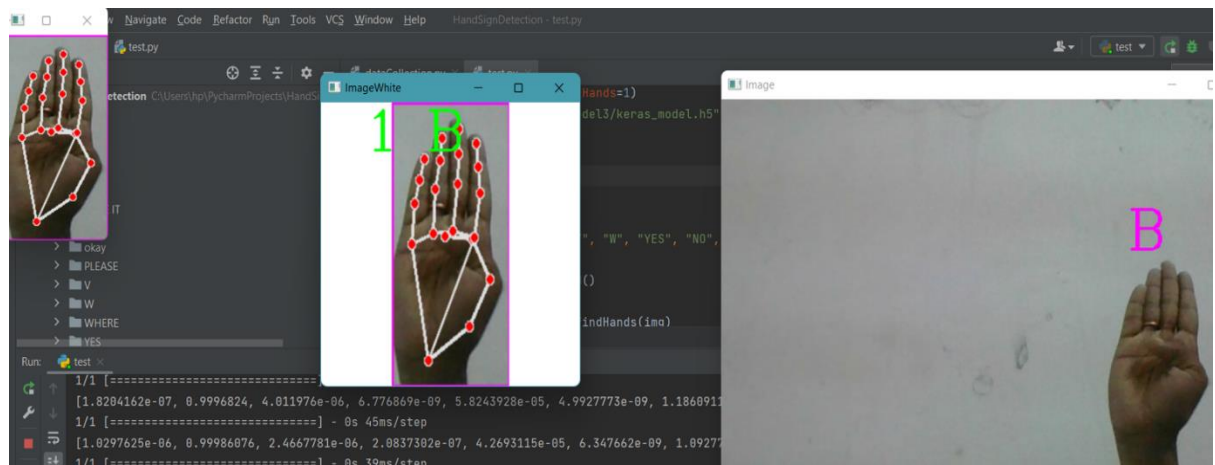 Navigate Code Refactor Run Tools VCS Window Help HandSignDetection - test.py
test.py
test
test.py
etection C:\Users\hp\PycharmProjects\HandSi
IT
okay
PLEASE
V
W
WHERE
YES
ImageWhite
1 B
Hands=1)
del3/keras_model.h5"
", "W", "YES", "NO",
()
indHands(img)
Image
B
Run: test
1/1 [==============================]
[1.8204162e-07, 0.9996824, 4.011976e-06, 6.776869e-09, 5.8243928e-05, 4.9927773e-09, 1.1860911
1/1 [==============================] - 0s 45ms/step
[1.0297625e-06, 0.99986076, 2.4667781e-06, 2.0837302e-07, 4.2693115e-05, 6.347662e-09, 1.09277
1/1 [==============================] - 0s 39ms/step